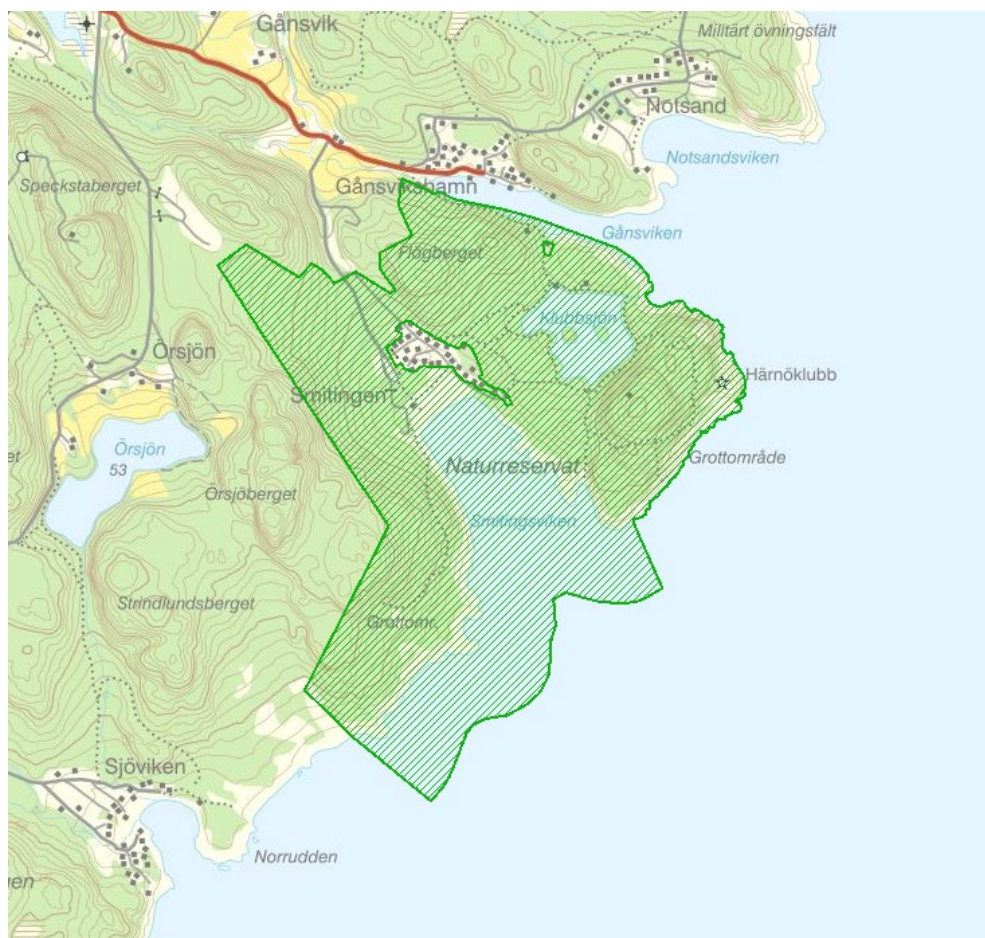 Gånsvik
Militärt övningsfält
Notsand
Notsandsviken
Speckstaberget
Gånsvikshamn
Gånsviken
Flögberget
Klubbsjön
Örsjön
Härnöklubb
Smitingen
Örsjön
53
Naturreservat
Grottområde
Örsjöberget
Smitingsviken
Strindlundsberget
Grottomr.
Sjöviken
Norrudden